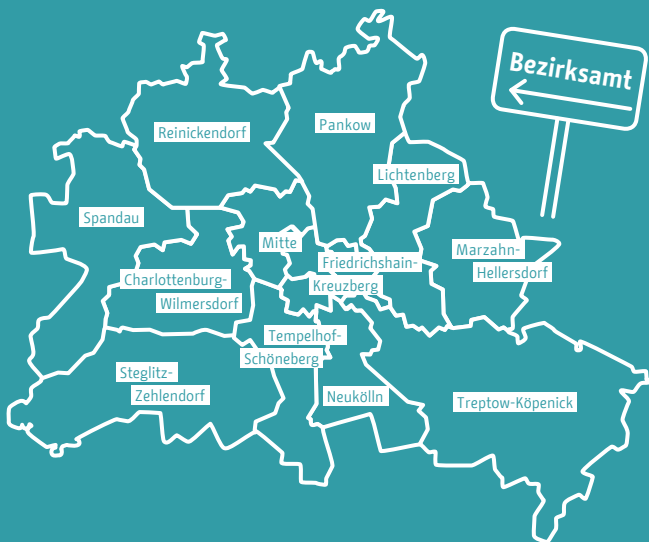 Bezirksamt
Pankow
Reinickendorf
Lichtenberg
Spandau
Mitte
Marzahn-
Hellersdorf
Friedrichshain-
Kreuzberg
Charlottenburg-
Wilmersdorf
Tempelhof-
Schöneberg
Steglitz-
Zehlendorf
Neukölln
Treptow-Köpenick